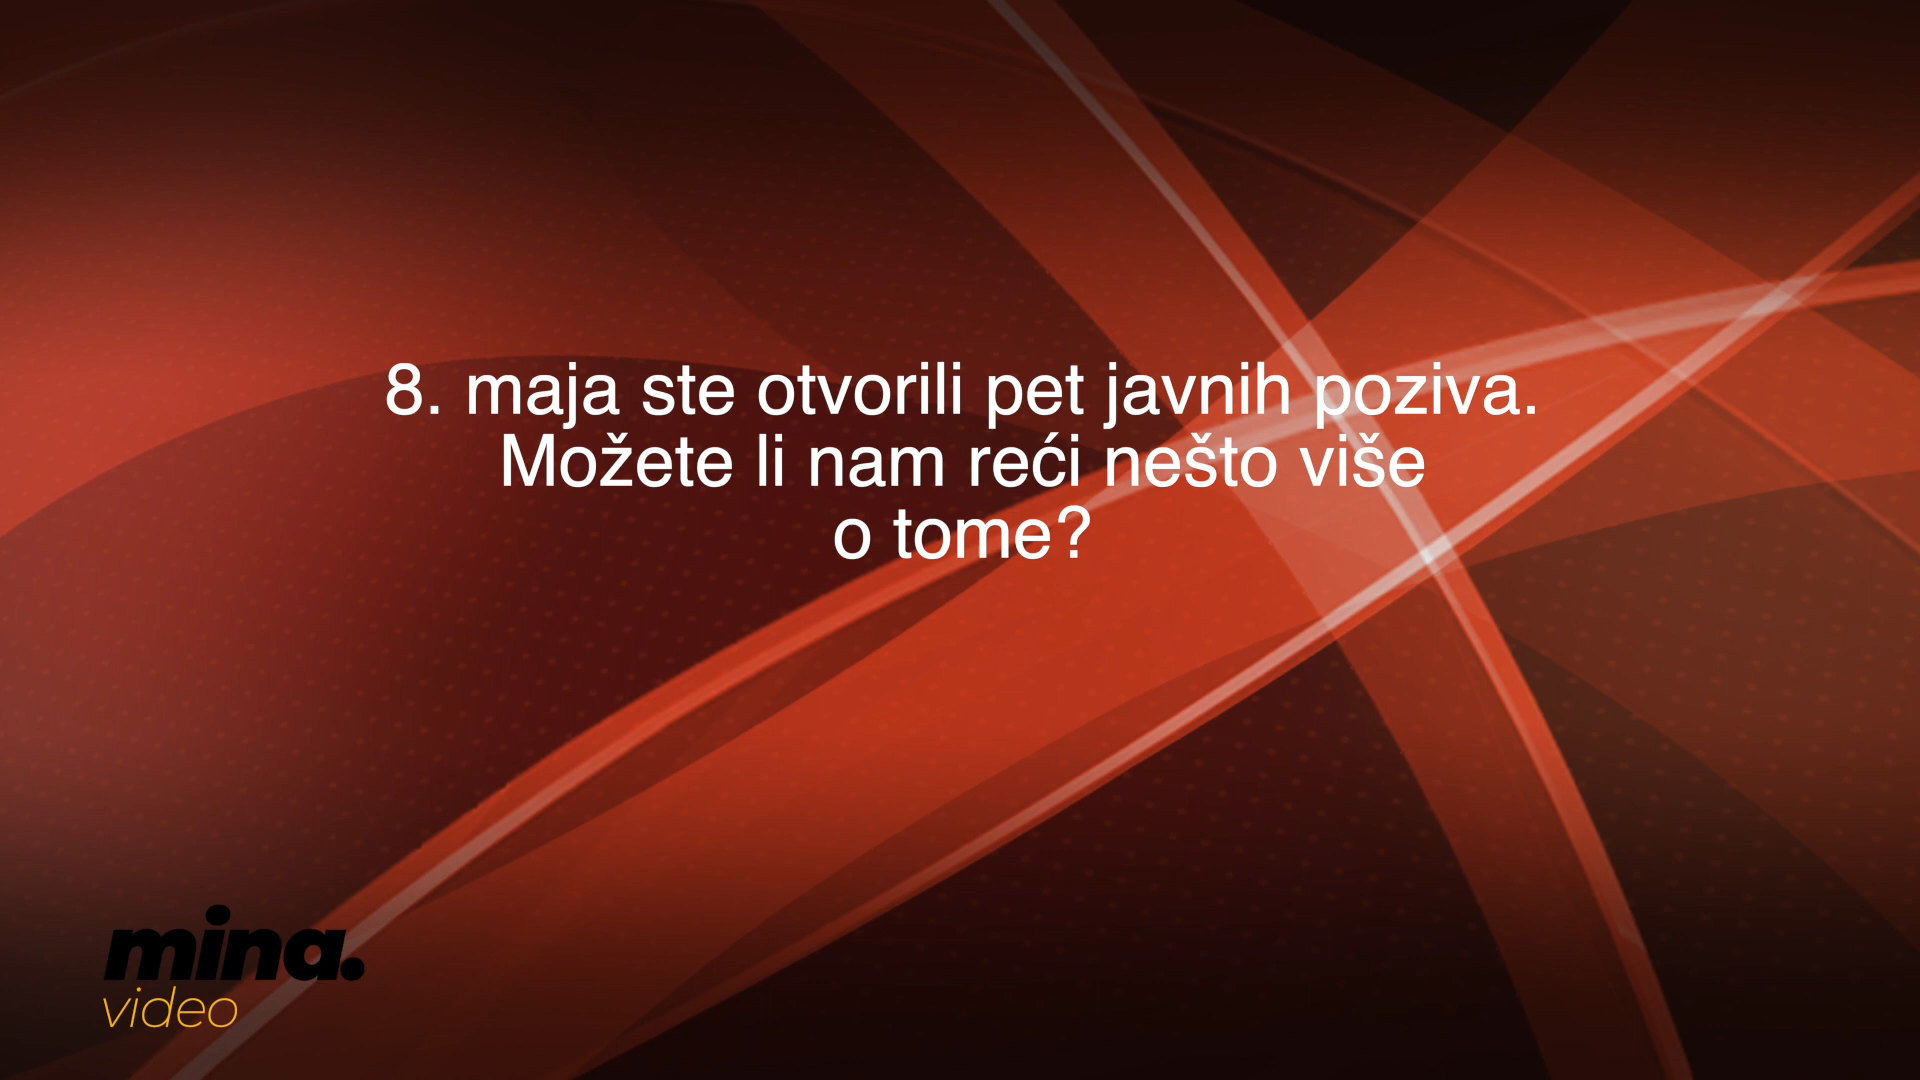 8. maja ste otvorili pet javnih poziva.
Možete li nam reći nešto više
o tome?
mina.
video